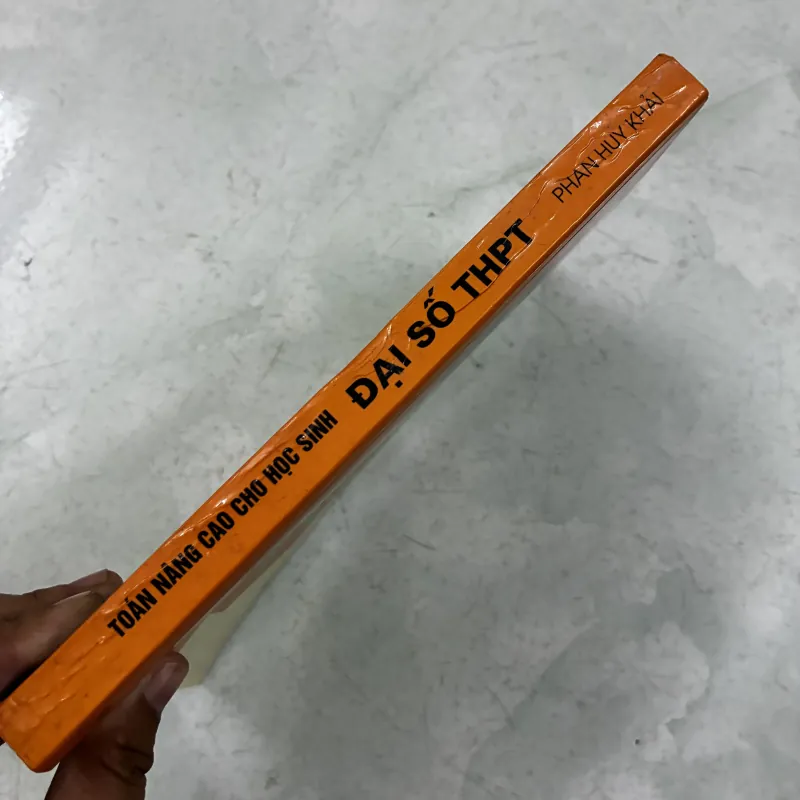 TOÁN NÂNG CAO CHO HỌC SINH
ĐẠI SỐ THPT
PHAN HUY KHẢI